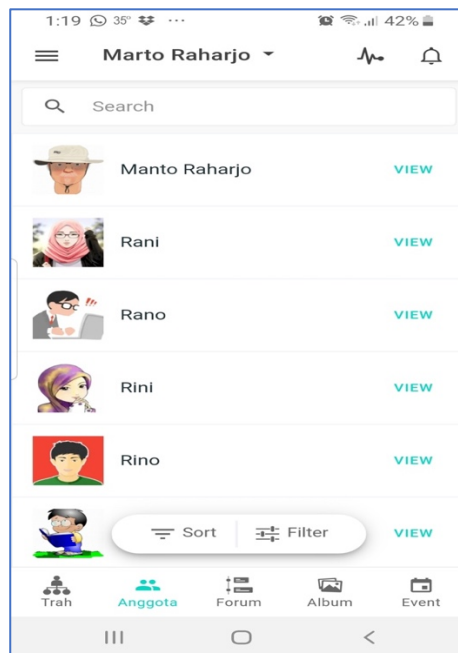 1:19 35° ... 42%
Marto Raharjo
Search
Manto Raharjo VIEW
Rani VIEW
Rano VIEW
Rini VIEW
Rino VIEW
Sort Filter VIEW
Trah Anggota Forum Album Event